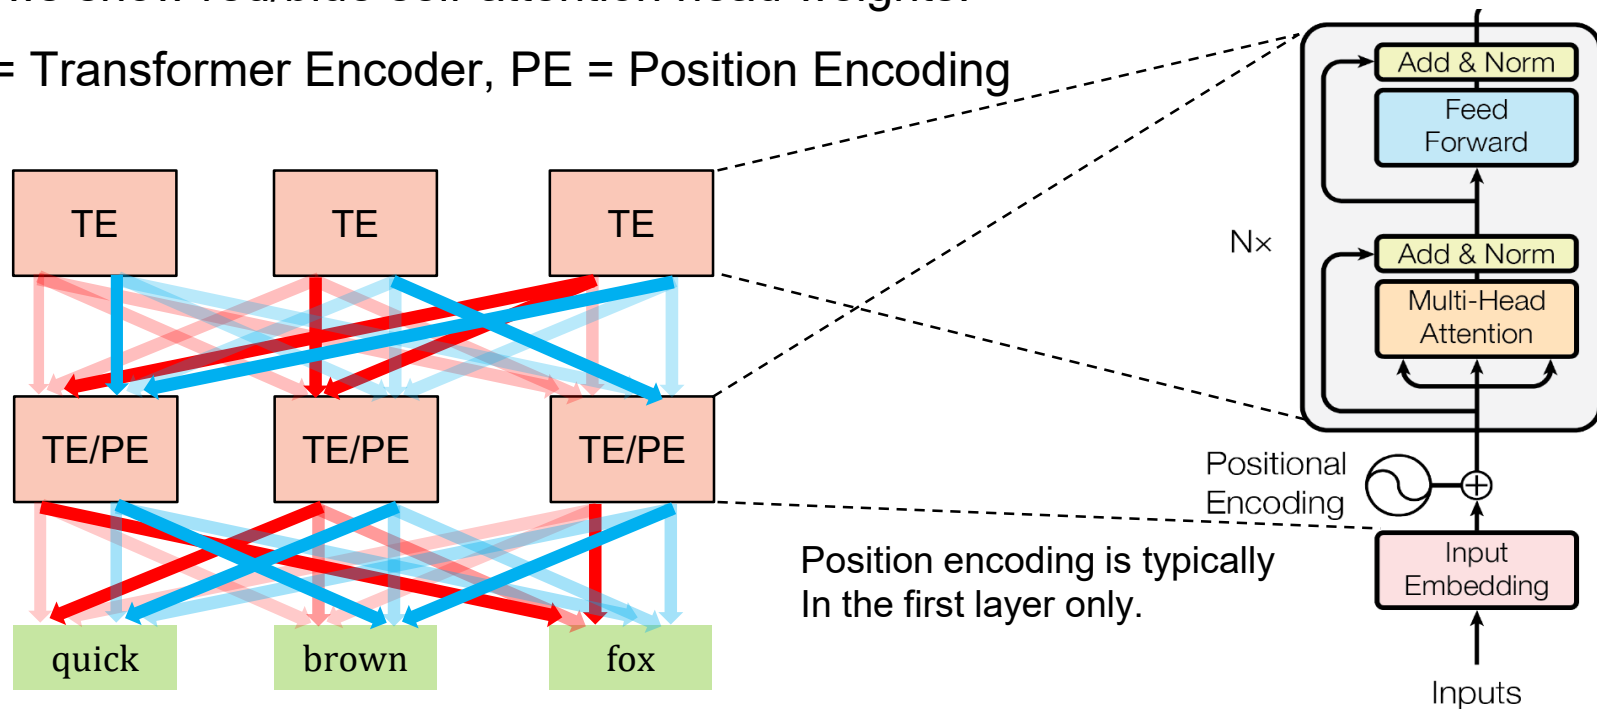 = Transformer Encoder, PE = Position Encoding
TE
TE
TE
TE/PE
TE/PE
TE/PE
quick
brown
fox
Position encoding is typically
In the first layer only.
Add & Norm
Feed
Forward
N×
Add & Norm
Multi-Head
Attention
Positional
Encoding
Input
Embedding
Inputs